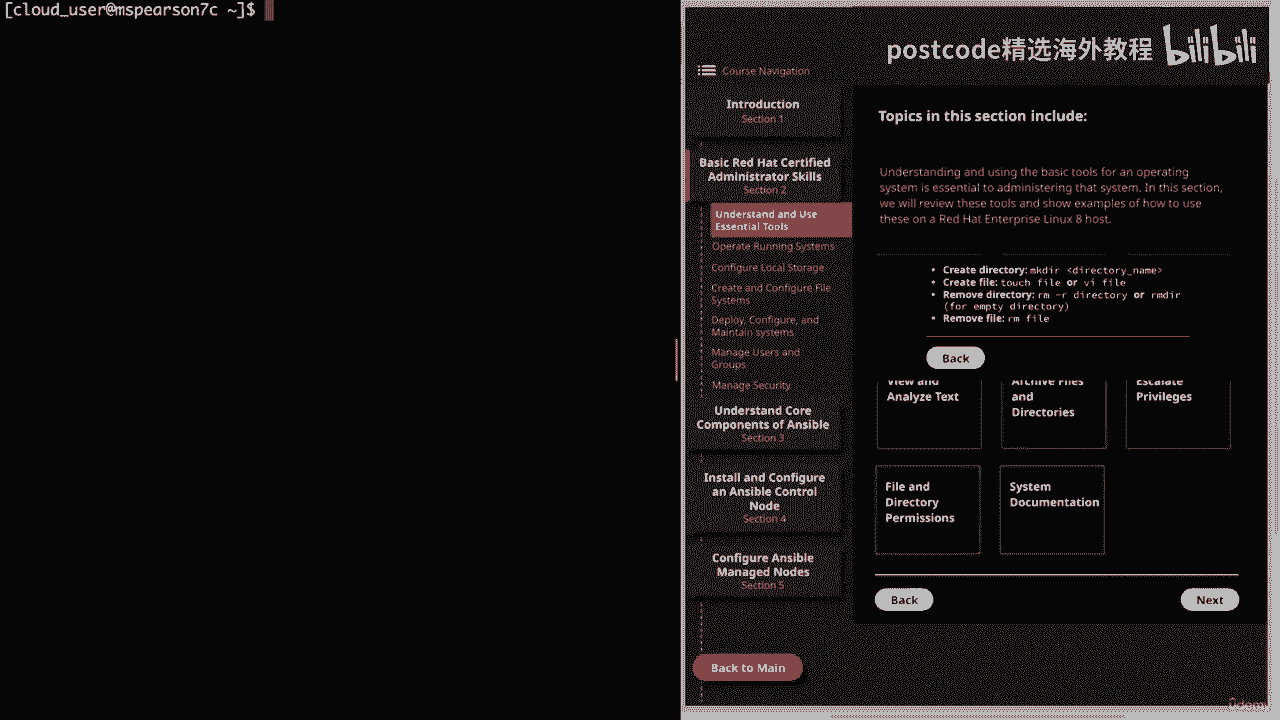 [cloud_user@mspearson7c ~]$
postcode精选海外教程 bilibili
Course Navigation
Introduction
Section 1
Basic Red Hat Certified
Administrator Skills
Section 2
Understand and Use
Essential Tools
Operate Running Systems
Configure Local Storage
Create and Configure File
Systems
Deploy, Configure, and
Maintain systems
Manage Users and
Groups
Manage Security
Understand Core
Components of Ansible
Section 3
Install and Configure
an Ansible Control
Node
Section 4
Configure Ansible
Managed Nodes
Section 5
Back to Main
Topics in this section include:
Understanding and using the basic tools for an operating
system is essential to administering that system. In this section,
we will review these tools and show examples of how to use
these on a Red Hat Enterprise Linux 8 host.
• Create directory: mkdir <directory_name>
• Create file: touch file or vi file
• Remove directory: rm -r directory or rmdir
(for empty directory)
• Remove file: rm file
Back
View and
Analyze Text
Archive Files
and
Directories
Escalate
Privileges
File and
Directory
Permissions
System
Documentation
Back
Next
ûdemy